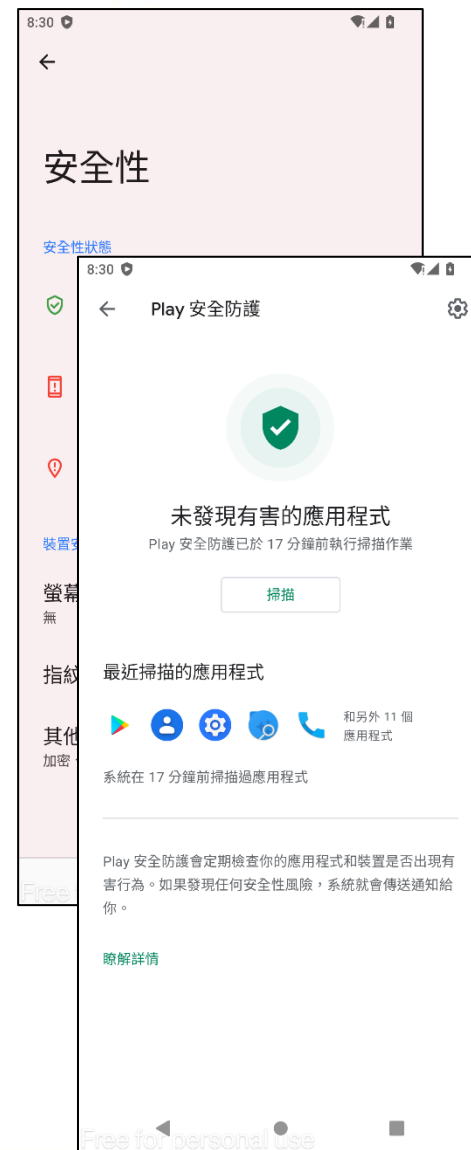 8:30
安全性
安全性狀態
裝置安
螢幕
無
指紋
其他
加密
Free
8:30
Play 安全防護
未發現有害的應用程式
Play 安全防護已於 17 分鐘前執行掃描作業
掃描
最近掃描的應用程式
和另外 11 個
應用程式
系統在 17 分鐘前掃描過應用程式
Play 安全防護會定期檢查你的應用程式和裝置是否出現有
害行為。如果發現任何安全性風險，系統就會傳送通知給
你。
瞭解詳情
Free for personal use